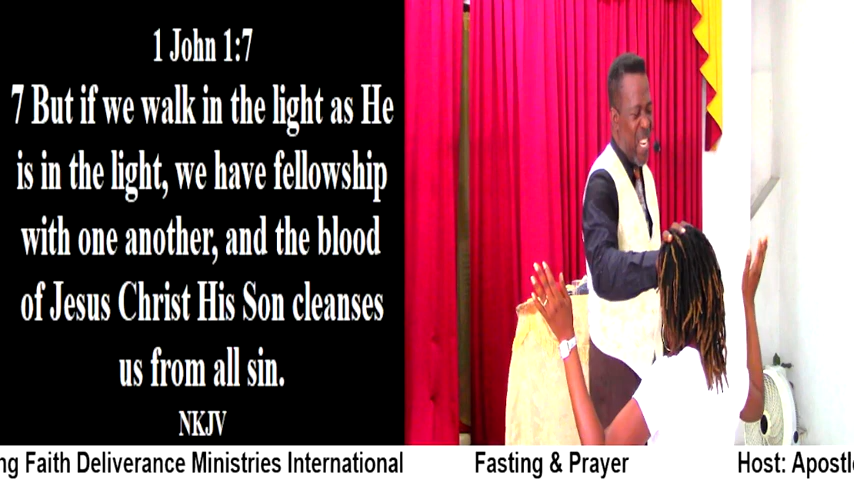 1 John 1:7
7 But if we walk in the light as He
is in the light, we have fellowship
with one another, and the blood
of Jesus Christ His Son cleanses
us from all sin.
NKJV
ng Faith Deliverance Ministries International Fasting & Prayer Host: Apostl